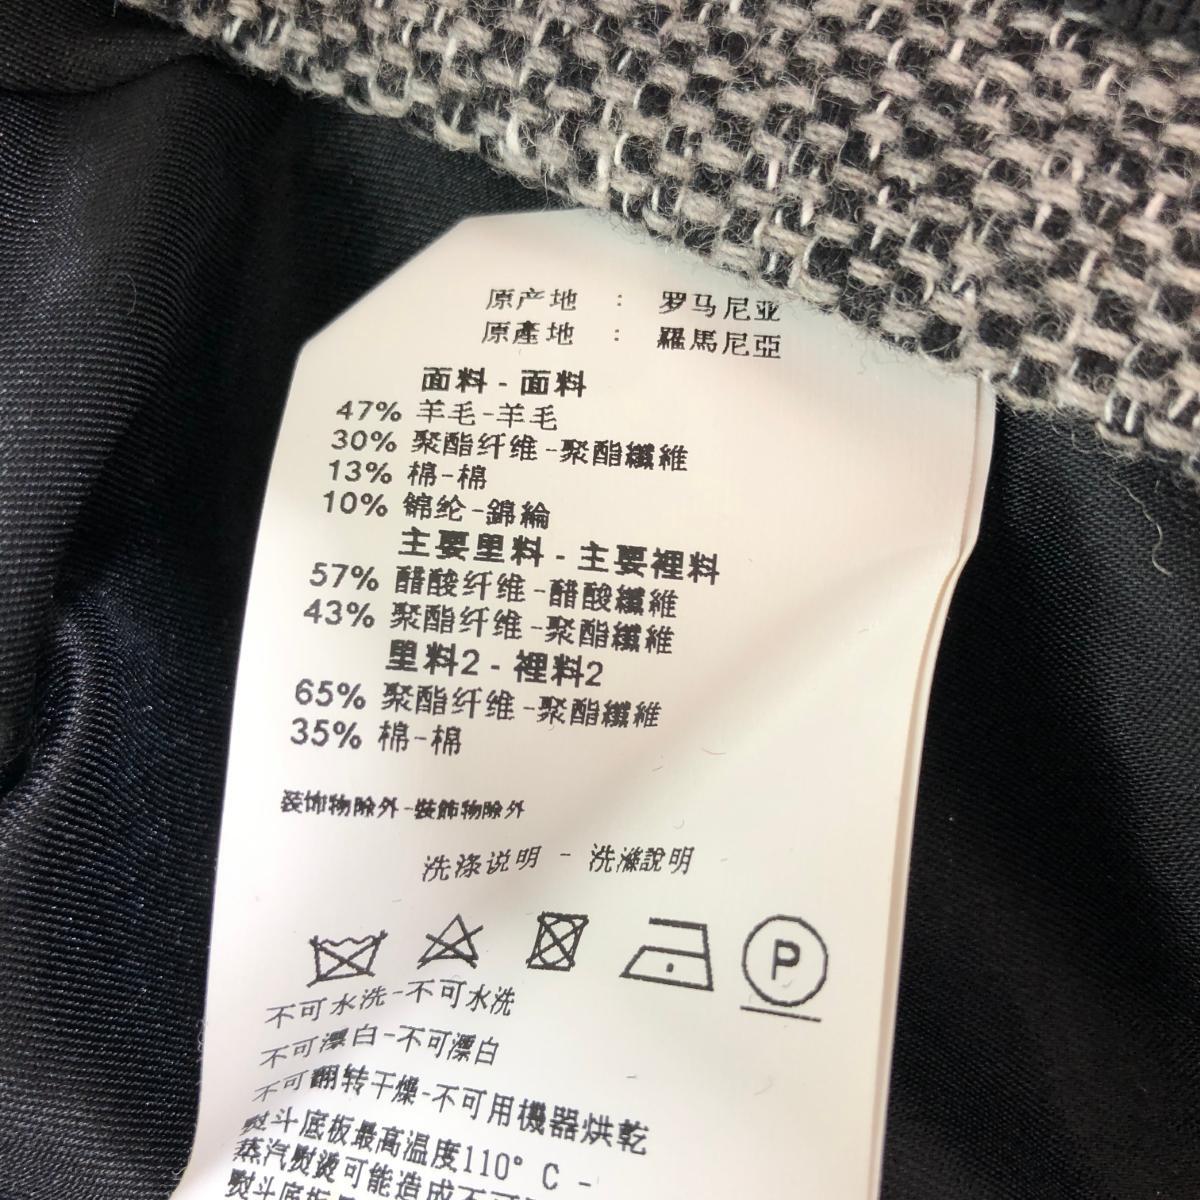 原产地 : 罗马尼亚
原產地 : 羅馬尼亞
面料 - 面料
47% 羊毛-羊毛
30% 聚酯纤维-聚酯纖維
13% 棉-棉
10% 锦纶-錦綸
主要里料 - 主要裡料
57% 醋酸纤维-醋酸纖維
43% 聚酯纤维-聚酯纖維
里料2 - 裡料2
65% 聚酯纤维-聚酯纖維
35% 棉-棉
装饰物除外-裝飾物除外
洗涤说明 - 洗滌說明
P
不可水洗-不可水洗
不可漂白-不可漂白
不可翻转干燥-不可用機器烘乾
熨斗底板最高温度110° C -
蒸汽熨烫可能造成不可
熨斗底板最